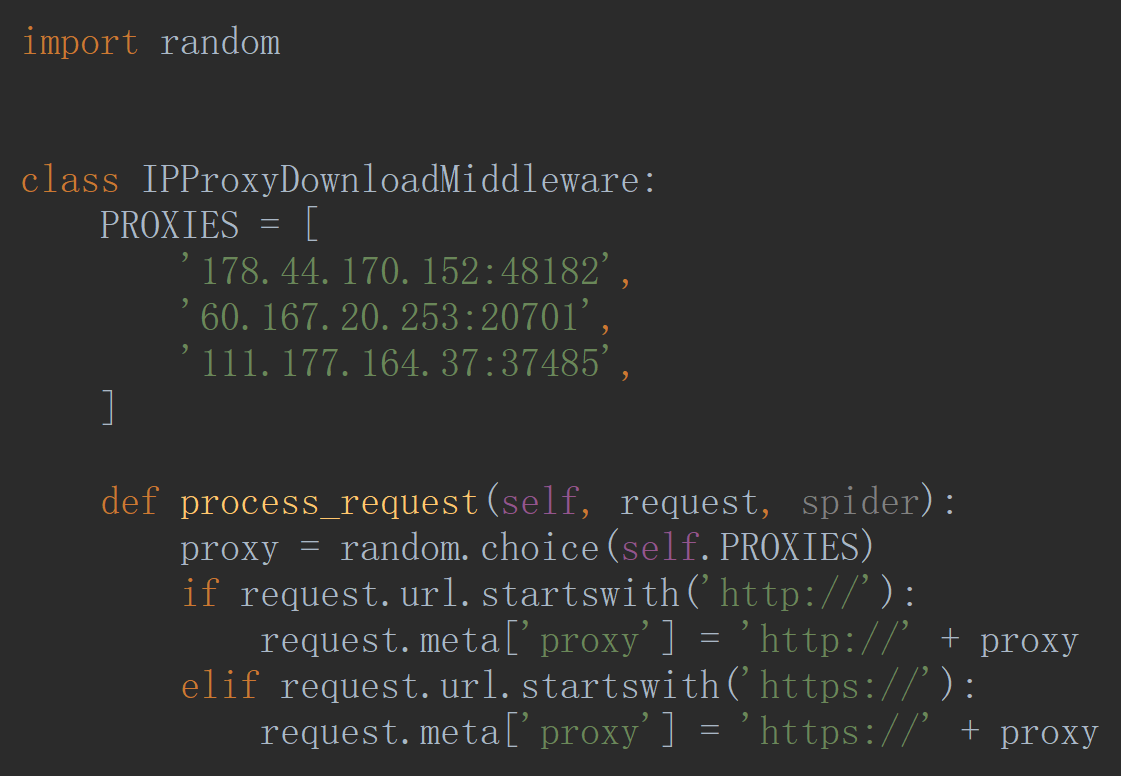 import random
class IPProxyDownloadMiddleware:
    PROXIES = [
        '178.44.170.152:48182',
        '60.167.20.253:20701',
        '111.177.164.37:37485',
    ]
    def process_request(self, request, spider):
        proxy = random.choice(self.PROXIES)
        if request.url.startswith('http://'):
            request.meta['proxy'] = 'http://' + proxy
        elif request.url.startswith('https://'):
            request.meta['proxy'] = 'https://' + proxy